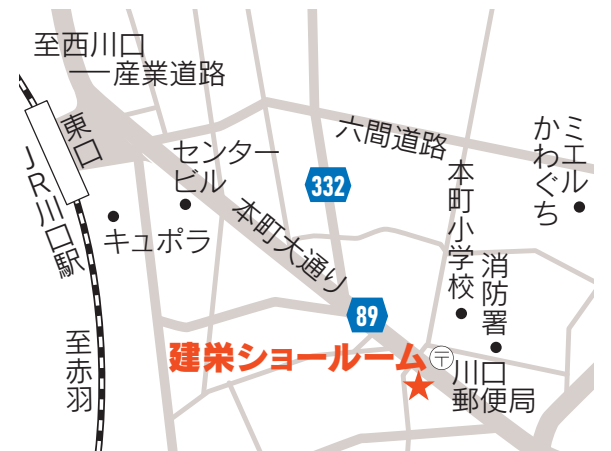 至西川口
産業道路
東口
JR川口駅
センター
ビル
キュポラ
本町大通り
332
六間道路
ミエル
かわぐち
本町小学校
消防署
89
建栄ショールーム
〒
川口
郵便局
至赤羽